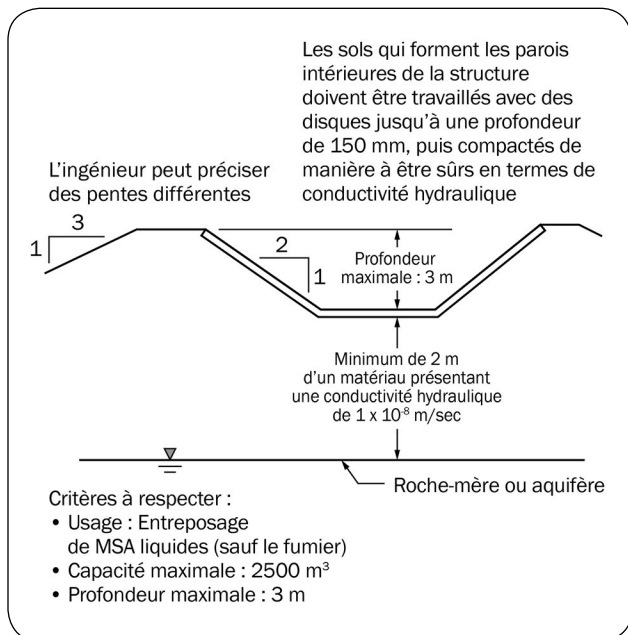 Les sols qui forment les parois
intérieures de la structure
doivent être travaillés avec des
disques jusqu'à une profondeur
de 150 mm, puis compactés de
manière à être sûrs en termes de
conductivité hydraulique
L'ingénieur peut préciser
des pentes différentes
3
1
2
1
Profondeur
maximale : 3 m
Minimum de 2 m
d'un matériau présentant
une conductivité hydraulique
de 1 x 10⁻⁸ m/sec
Roche-mère ou aquifère
Critères à respecter :
• Usage : Entreposage
de MSA liquides (sauf le fumier)
• Capacité maximale : 2500 m³
• Profondeur maximale : 3 m